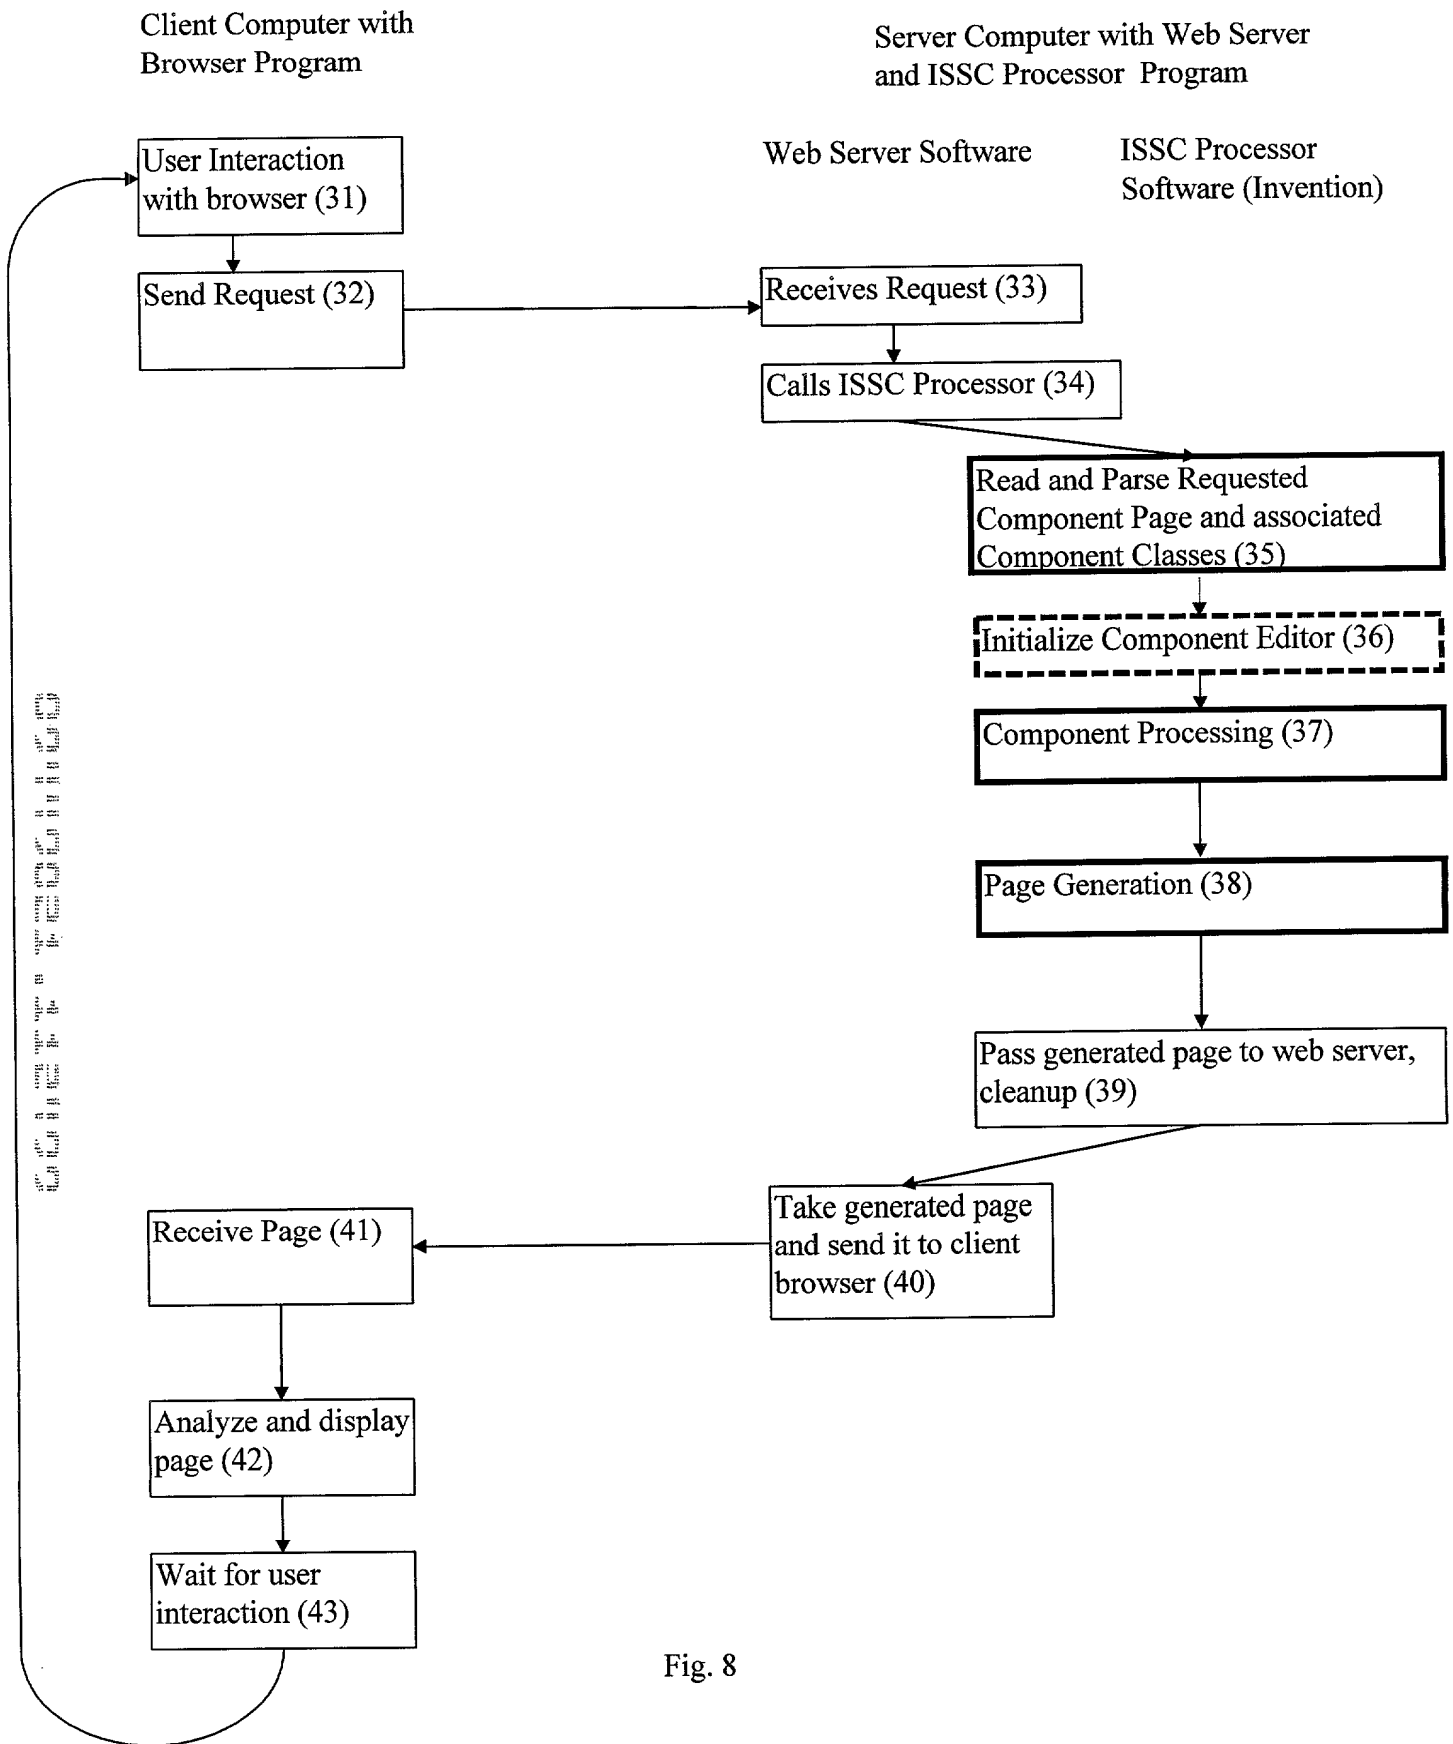 Client Computer with
Browser Program
Server Computer with Web Server
and ISSC Processor Program
Web Server Software
ISSC Processor
Software (Invention)
User Interaction
with browser (31)
Send Request (32)
Receives Request (33)
Calls ISSC Processor (34)
Read and Parse Requested
Component Page and associated
Component Classes (35)
Initialize Component Editor (36)
Component Processing (37)
Page Generation (38)
Pass generated page to web server,
cleanup (39)
Take generated page
and send it to client
browser (40)
Receive Page (41)
Analyze and display
page (42)
Wait for user
interaction (43)
Fig. 8